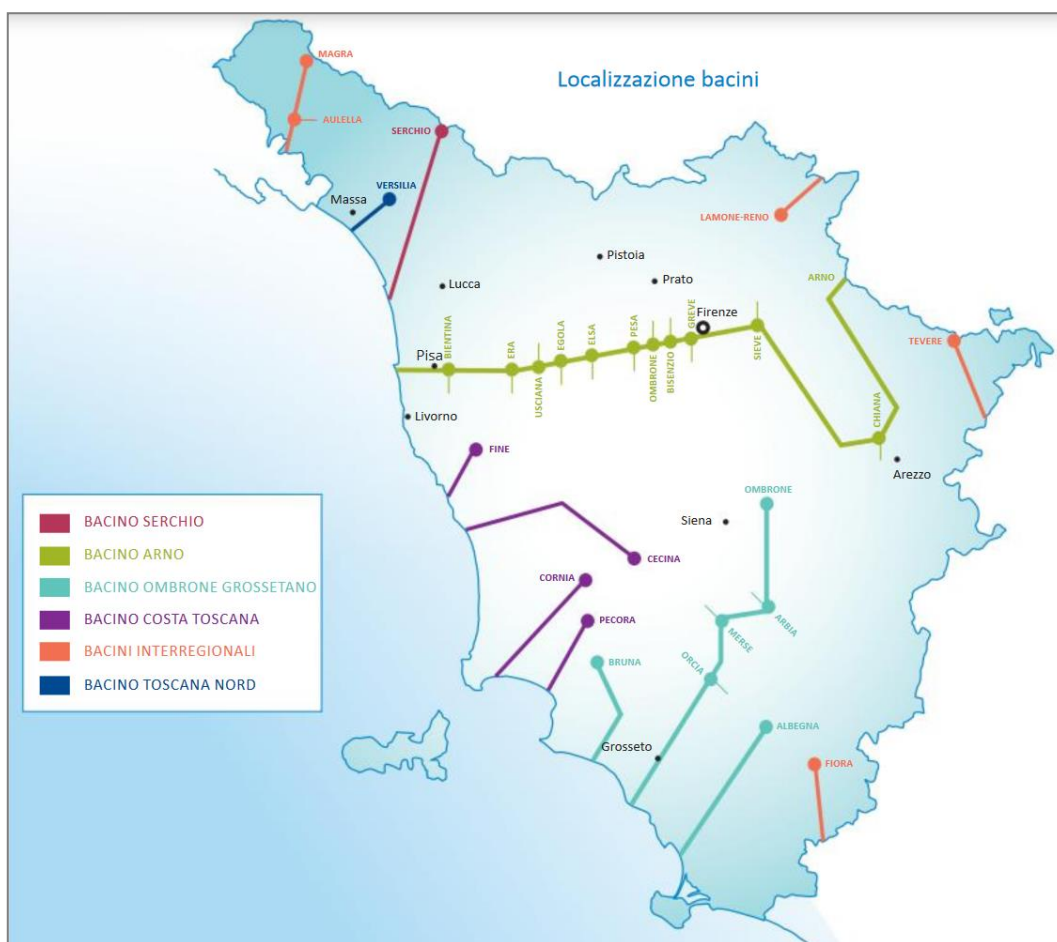 MAGRA
Localizzazione bacini
AULELLA
SERCHIO
VERSILIA
Massa
LAMONE-RENO
Pistoia
Prato
ARNO
Lucca
Firenze
GREVE
TEVERE
Pisa
BIENTINA
ERA
USCIANA
EGOLA
ELSA
PESA
OMBRONE
BISENZIO
SIEVE
CHIANA
Livorno
FINE
Arezzo
OMBRONE
Siena
CECINA
CORNIA
PECORA
ARBIA
MERSE
BRUNA
ORCIA
ALBEGNA
Grosseto
FIORA
BACINO SERCHIO
BACINO ARNO
BACINO OMBRONE GROSSETANO
BACINO COSTA TOSCANA
BACINI INTERREGIONALI
BACINO TOSCANA NORD